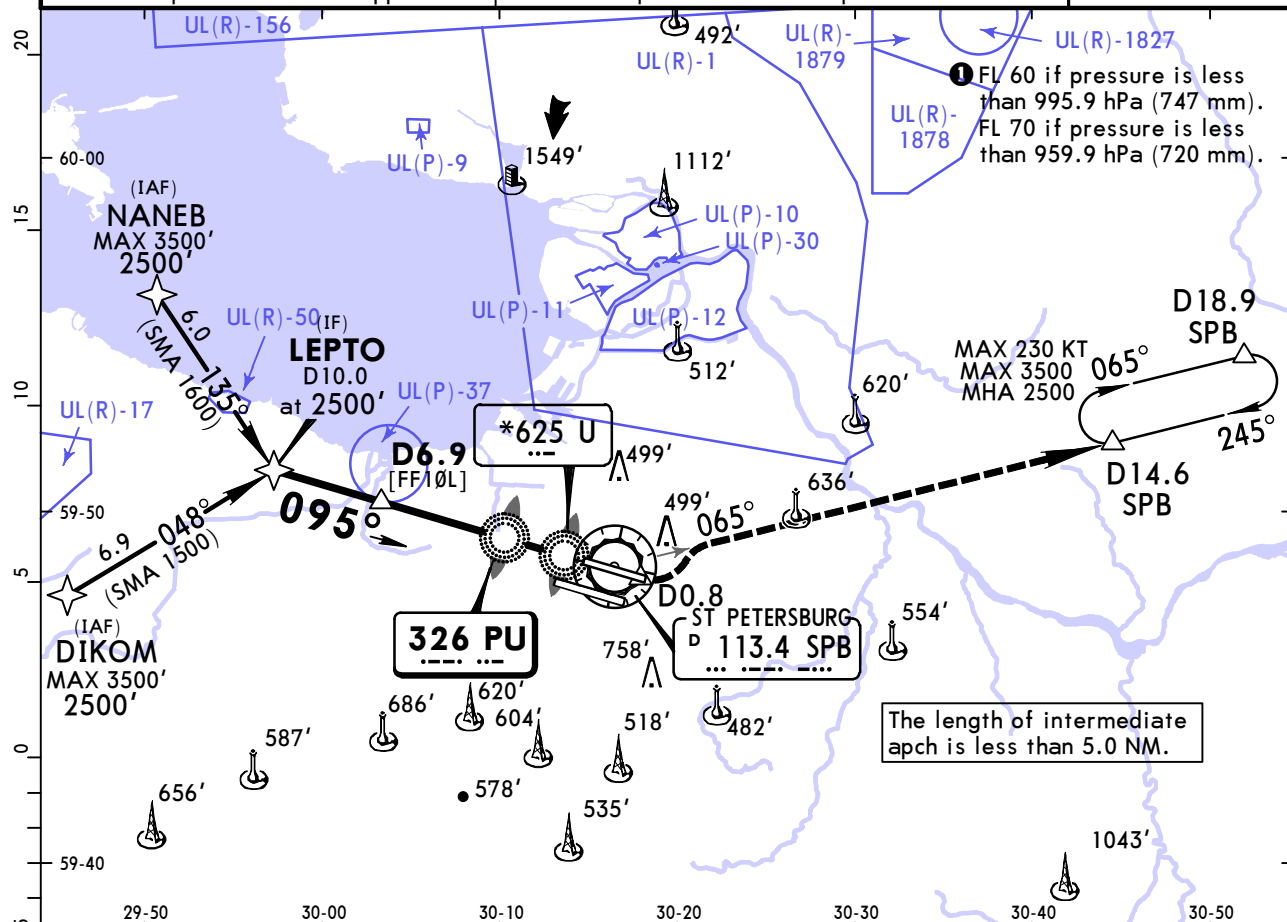 UL(R)-156
492'
UL(R)-1
UL(R)-
1879
UL(R)-1827
1 FL 60 if pressure is less
than 995.9 hPa (747 mm).
FL 70 if pressure is less
than 959.9 hPa (720 mm).
UL(R)-
1878
20
60-00
UL(P)-9
1549'
1112'
(IAF)
NANEB
MAX 3500'
2500'
15
UL(P)-10
UL(P)-30
UL(P)-11
UL(P)-12
512'
6.0
135°
(SMA 1600)
UL(R)-50
(IF)
LEPTO
D10.0
at 2500'
D18.9
SPB
MAX 230 KT
MAX 3500
MHA 2500
065°
245°
D14.6
SPB
10
UL(R)-17
UL(P)-37
620'
*625 U
D6.9
[FF10L]
499'
499'
636'
065°
59-50
095°
6.9
048°
(SMA 1500)
5
(IAF)
DIKOM
MAX 3500'
2500'
D0.8
326 PU
ST PETERSBURG
D 113.4 SPB
554'
758'
620'
686'
604'
587'
518'
482'
The length of intermediate
apch is less than 5.0 NM.
0
656'
578'
535'
1043'
59-40
5
29-50
30-00
30-10
30-20
30-30
30-40
30-50